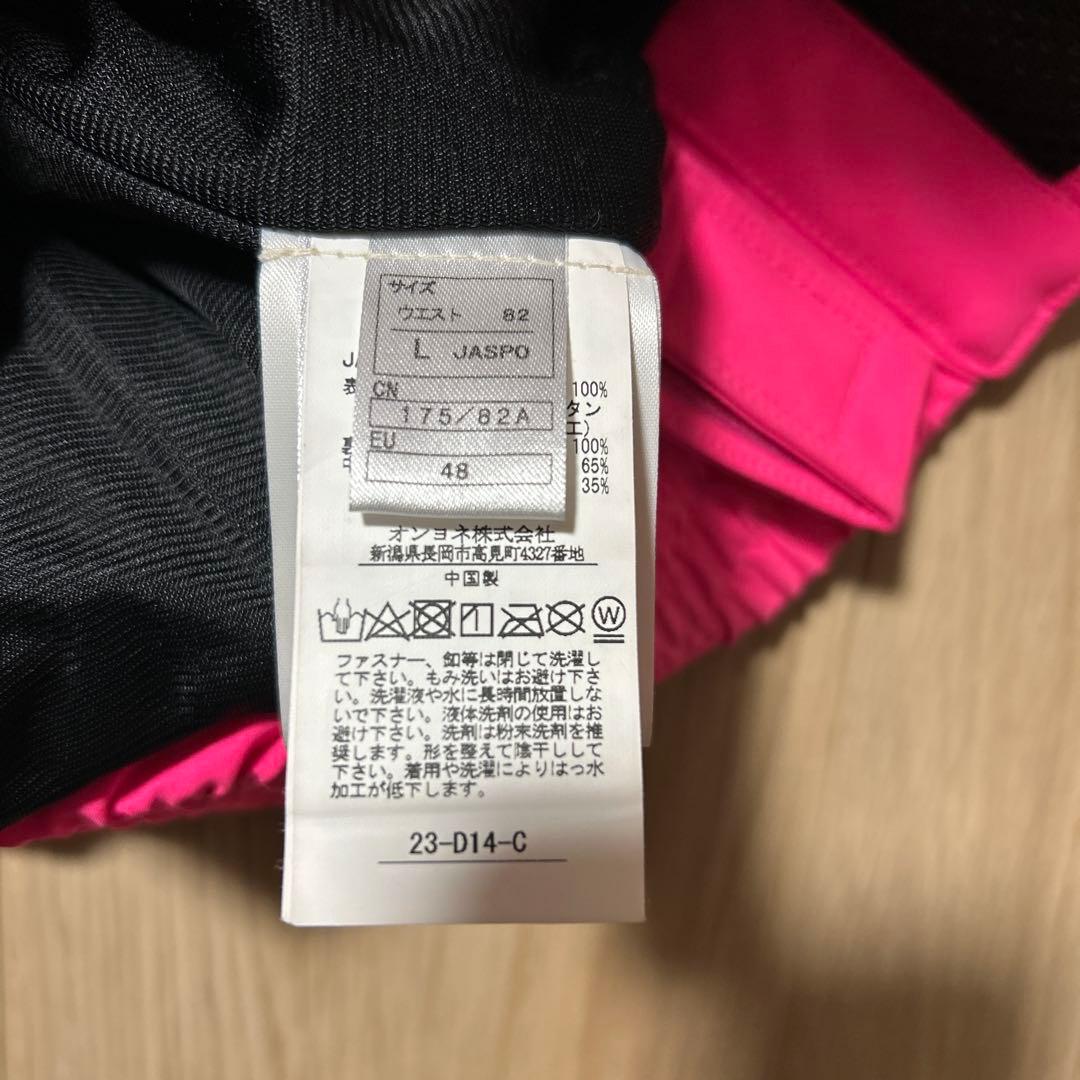 サイズ
ウエスト 82
L JASPO
CN
175/82A
EU
48
J
表
100%
タン
エ)
100%
65%
35%
オンヨネ株式会社
新潟県長岡市高見町4327番地
中国製
W
ファスナー、釦等は閉じて洗濯し
て下さい。もみ洗いはお避け下さ
い。洗濯液や水に長時間放置しな
いで下さい。液体洗剤の使用はお
避け下さい。洗剤は粉末洗剤を推
奨します。形を整えて陰干しして
下さい。着用や洗濯によりはっ水
加工が低下します。
23-D14-C